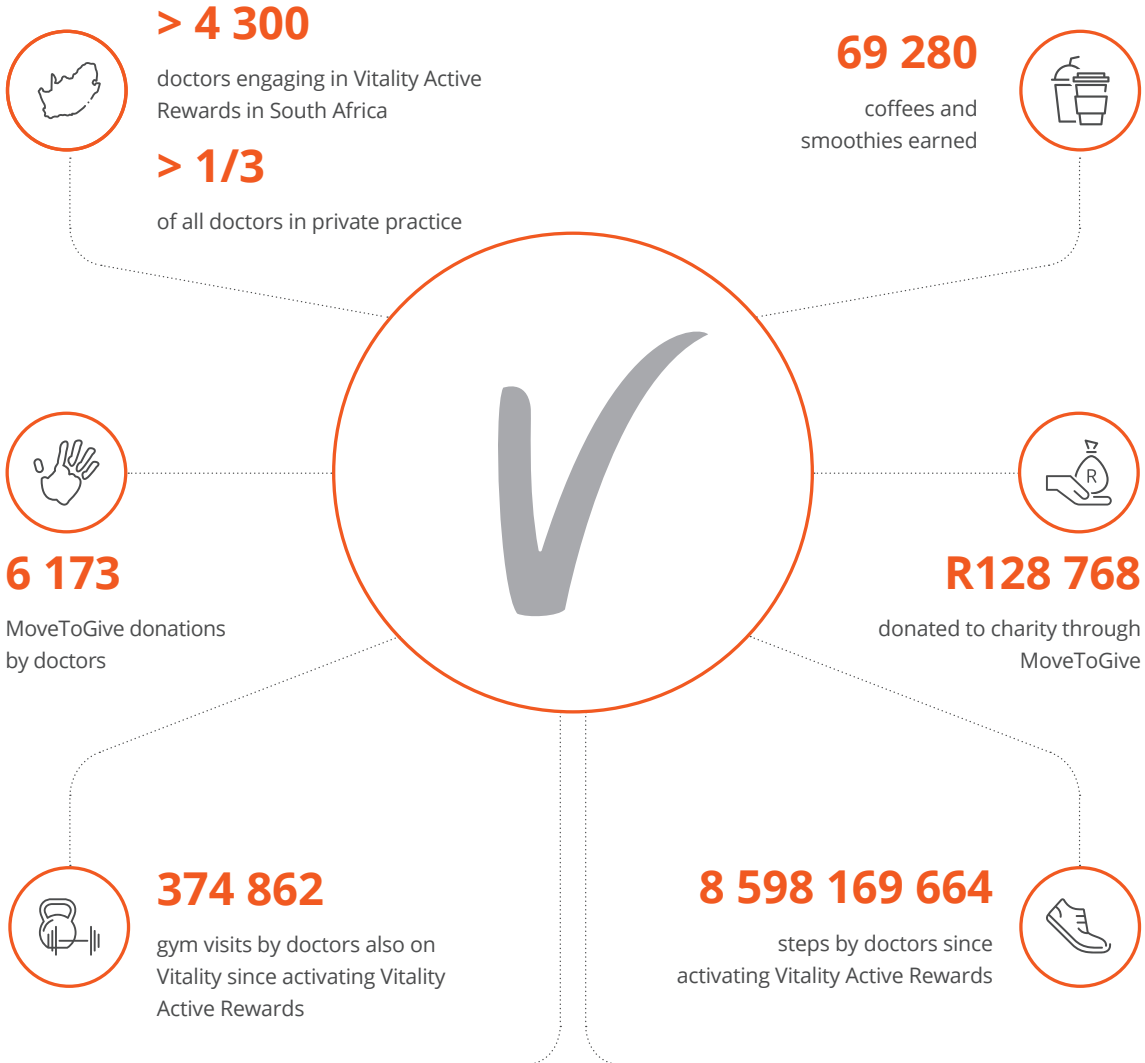 > 4 300
doctors engaging in Vitality Active
Rewards in South Africa
> 1/3
of all doctors in private practice
69 280
coffees and
smoothies earned
6 173
MoveToGive donations
by doctors
R
R128 768
donated to charity through
MoveToGive
374 862
gym visits by doctors also on
Vitality since activating Vitality
Active Rewards
8 598 169 664
steps by doctors since
activating Vitality Active Rewards